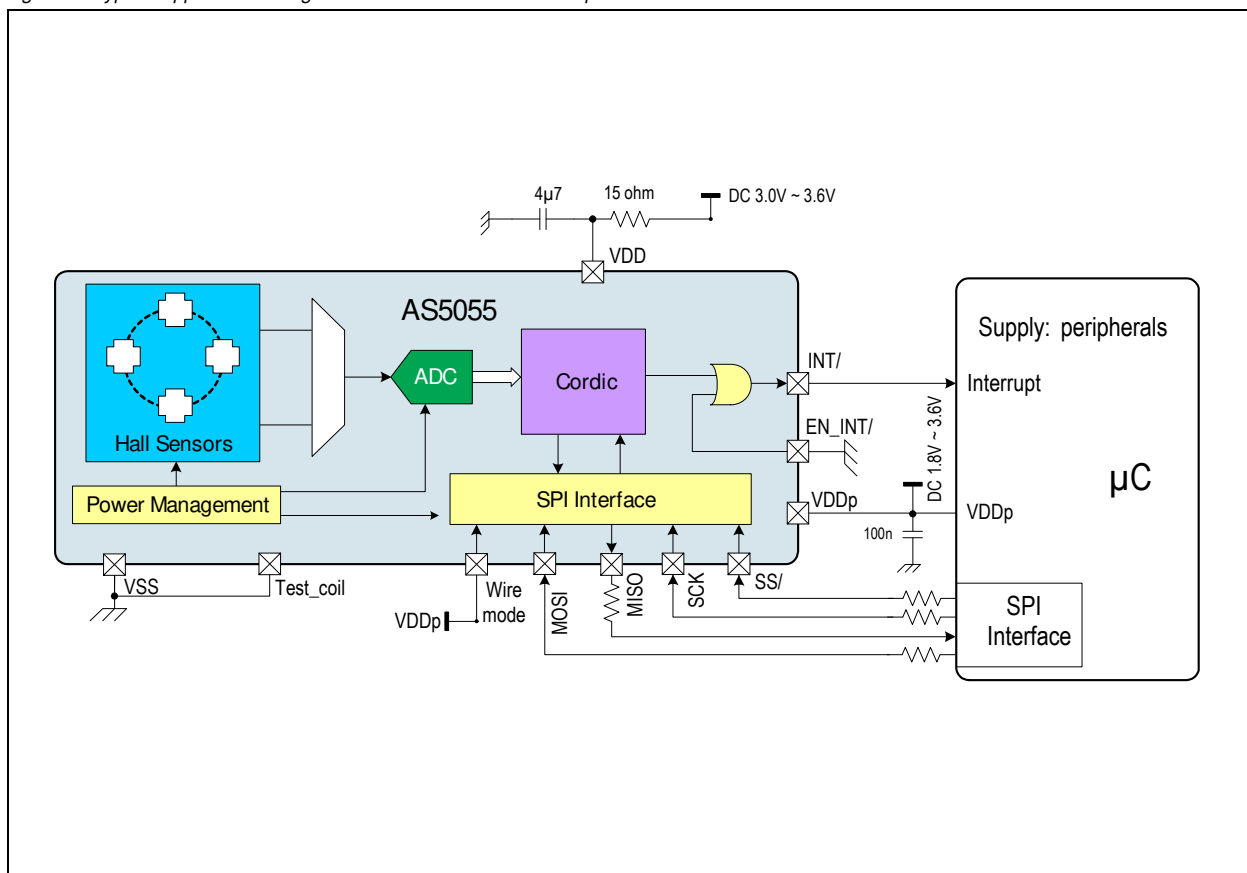 4µ7
15 ohm
DC 3.0V ~ 3.6V
VDD
AS5055
Hall Sensors
ADC
Cordic
Power Management
SPI Interface
INT/
EN_INT/
VDDp
VSS
Test_coil
VDDp
Wire
mode
MOSI
MISO
SCK
SS/
Supply: peripherals
Interrupt
DC 1.8V ~ 3.6V
µC
VDDp
100n
SPI
Interface